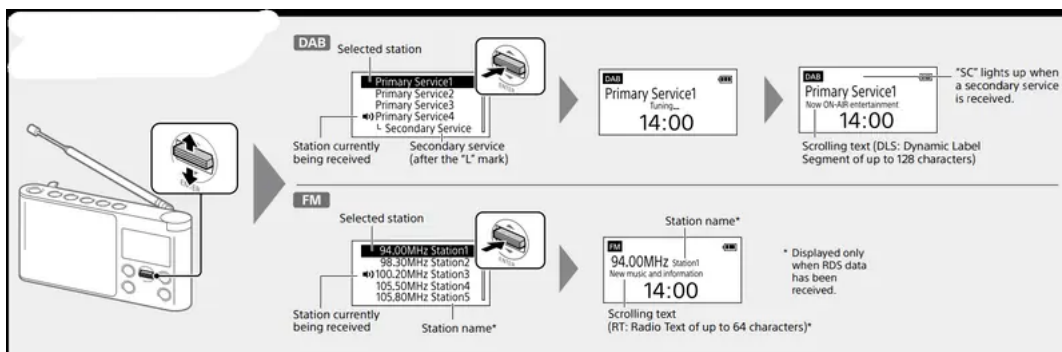 DAB
Selected station
Primary Service1
Primary Service2
Primary Service3
Primary Service4
└ Secondary Service
Station currently
being received
Secondary service
(after the "L" mark)
ENTER
ENTER
DAB
Primary Service1
Tuning...
14:00
DAB
Primary Service1
Now ON-AIR entertainment
14:00
"SC" lights up when
a secondary service
is received.
Scrolling text (DLS: Dynamic Label
Segment of up to 128 characters)
FM
Selected station
94.00MHz Station1
98.30MHz Station2
100.20MHz Station3
105.50MHz Station4
105.80MHz Station5
Station currently
being received
Station name*
ENTER
Station name*
FM
94.00MHz Station1
New music and information
14:00
Scrolling text
(RT: Radio Text of up to 64 characters)*
* Displayed only
when RDS data
has been
received.